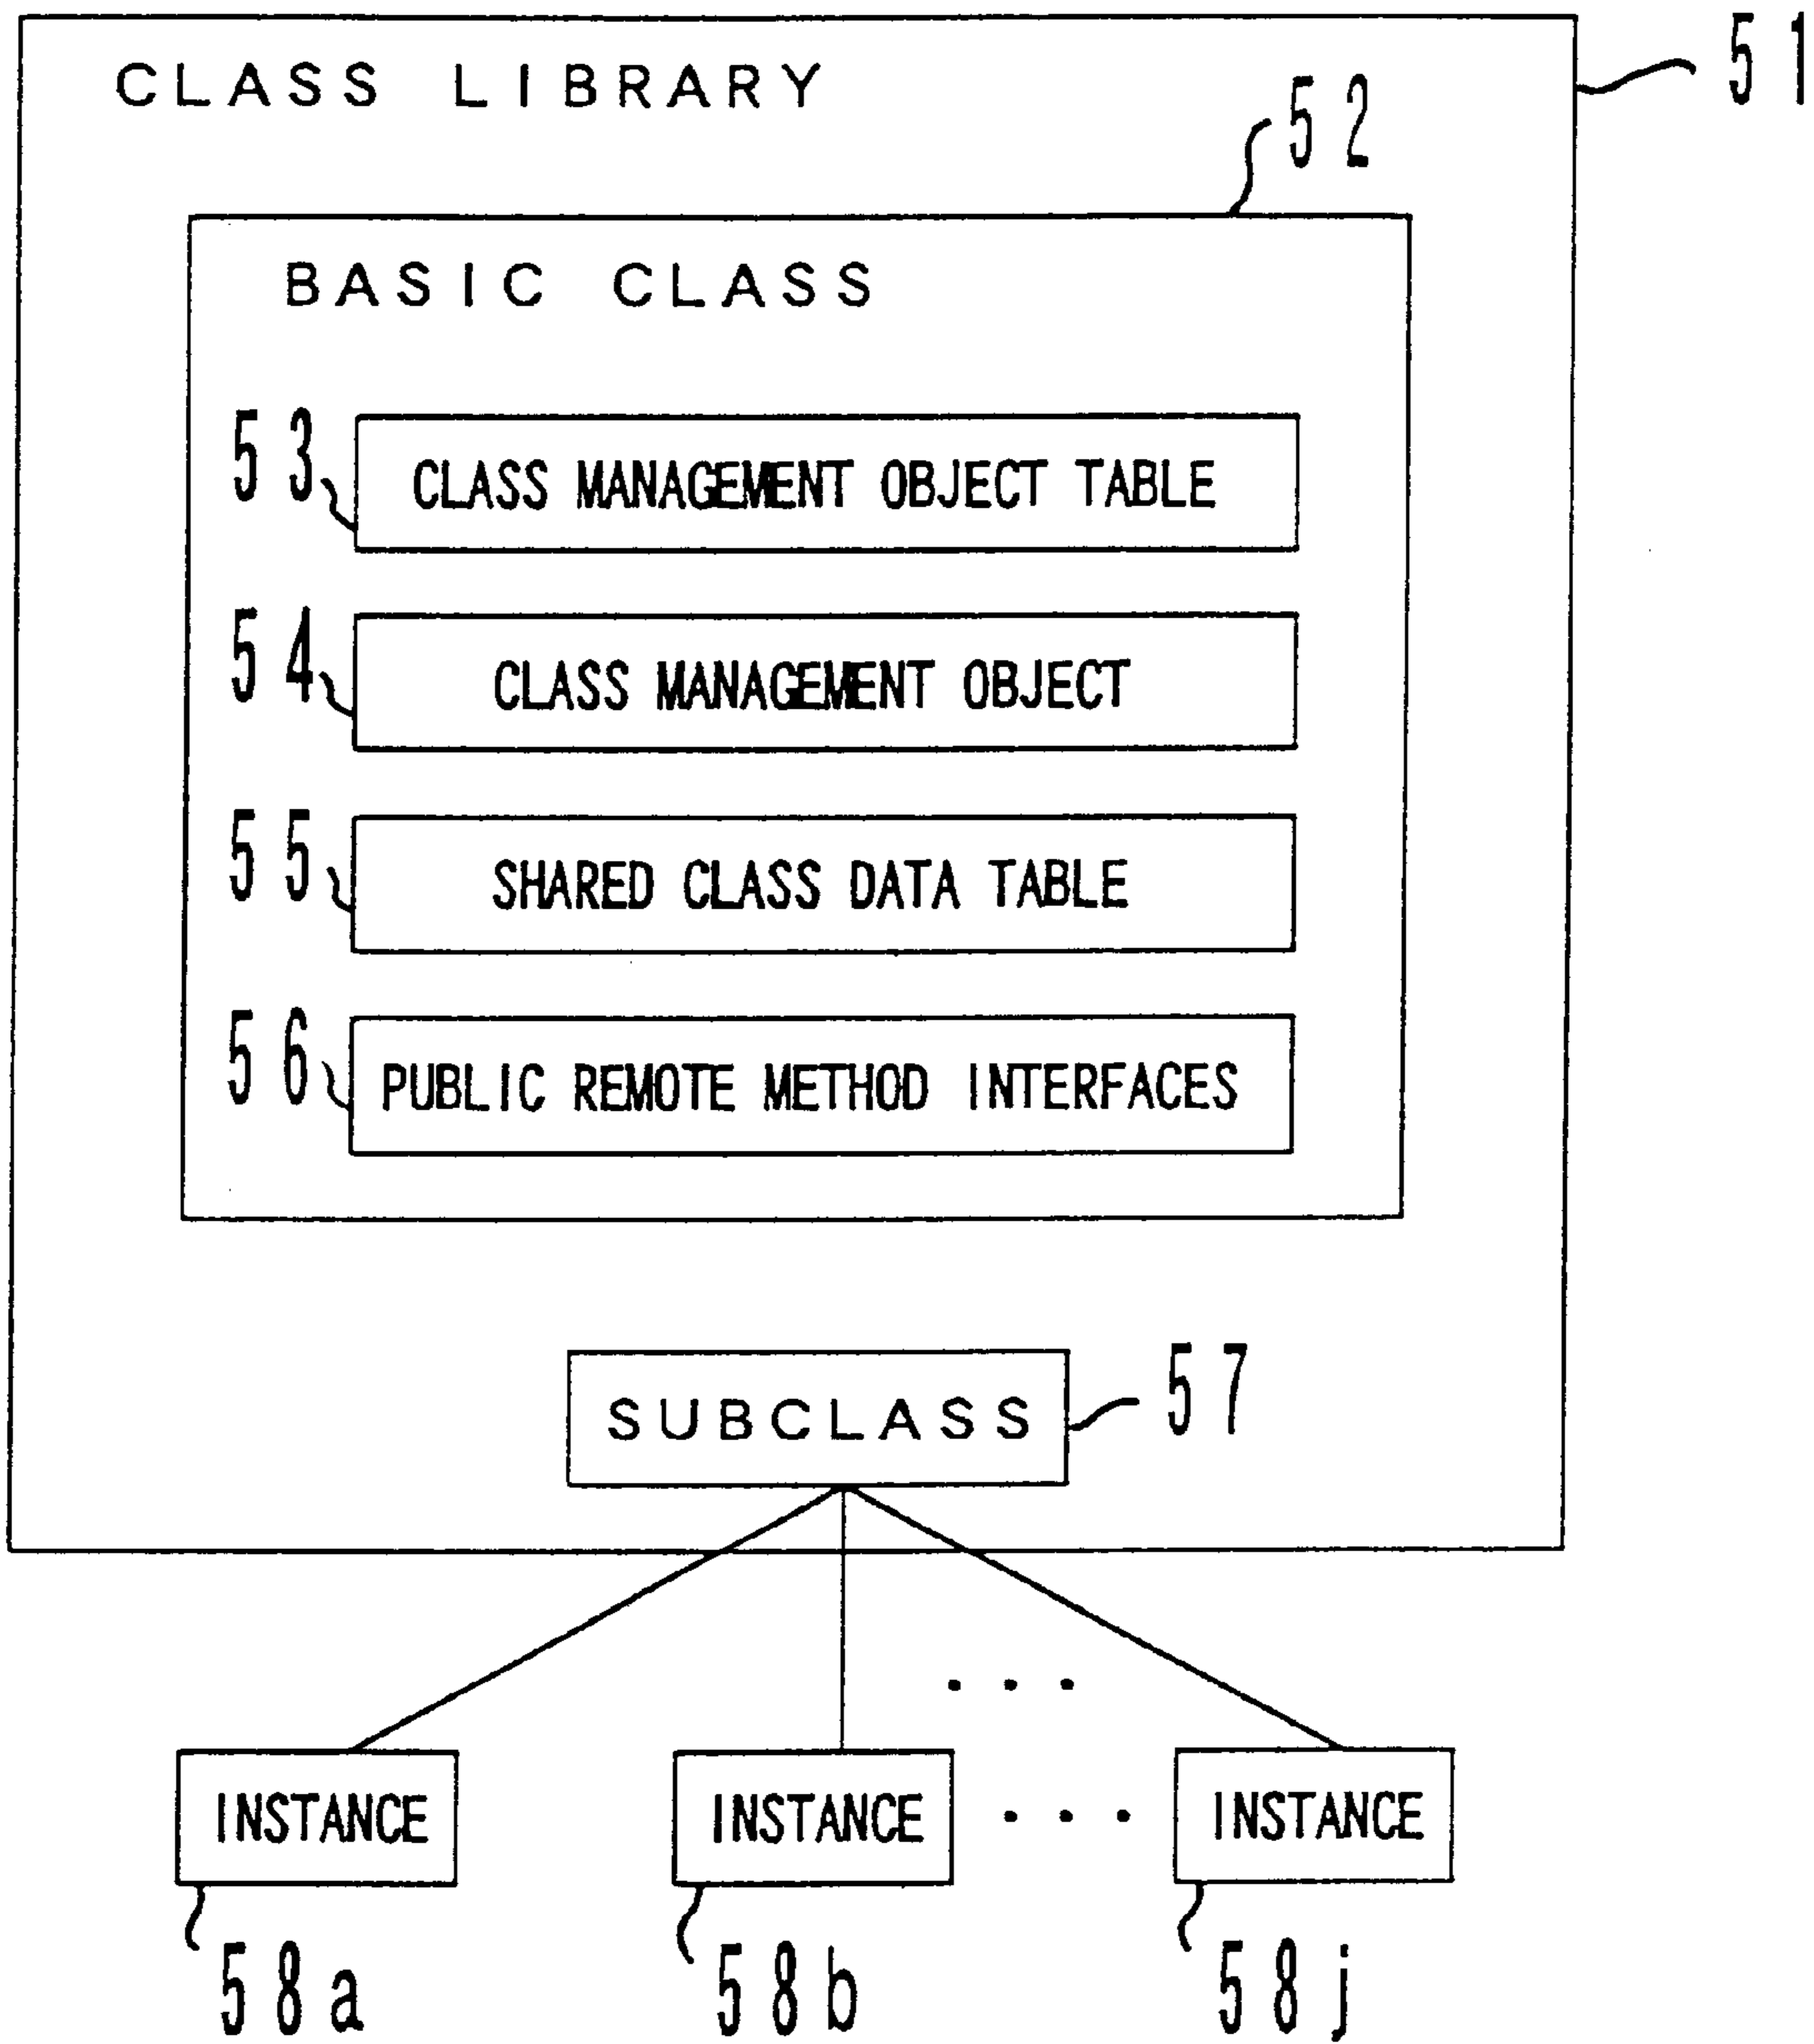 51
CLASS LIBRARY
52
BASIC CLASS
53
CLASS MANAGEMENT OBJECT TABLE
54
CLASS MANAGEMENT OBJECT
55
SHARED CLASS DATA TABLE
56
PUBLIC REMOTE METHOD INTERFACES
SUBCLASS
57
. . .
INSTANCE
INSTANCE
. . .
INSTANCE
58a
58b
58j